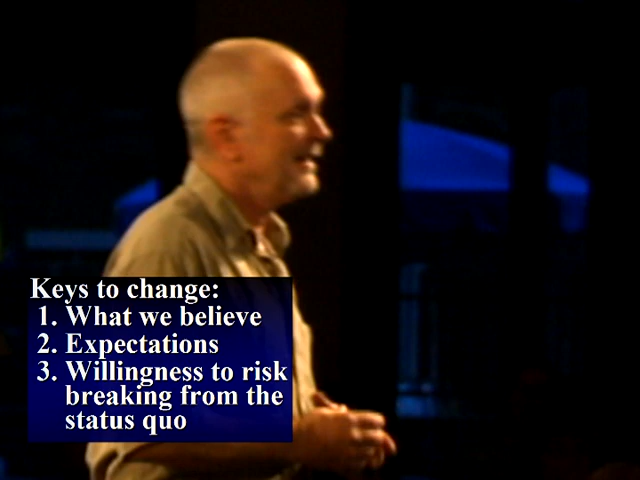 Keys to change:
1. What we believe
2. Expectations
3. Willingness to risk
breaking from the
status quo